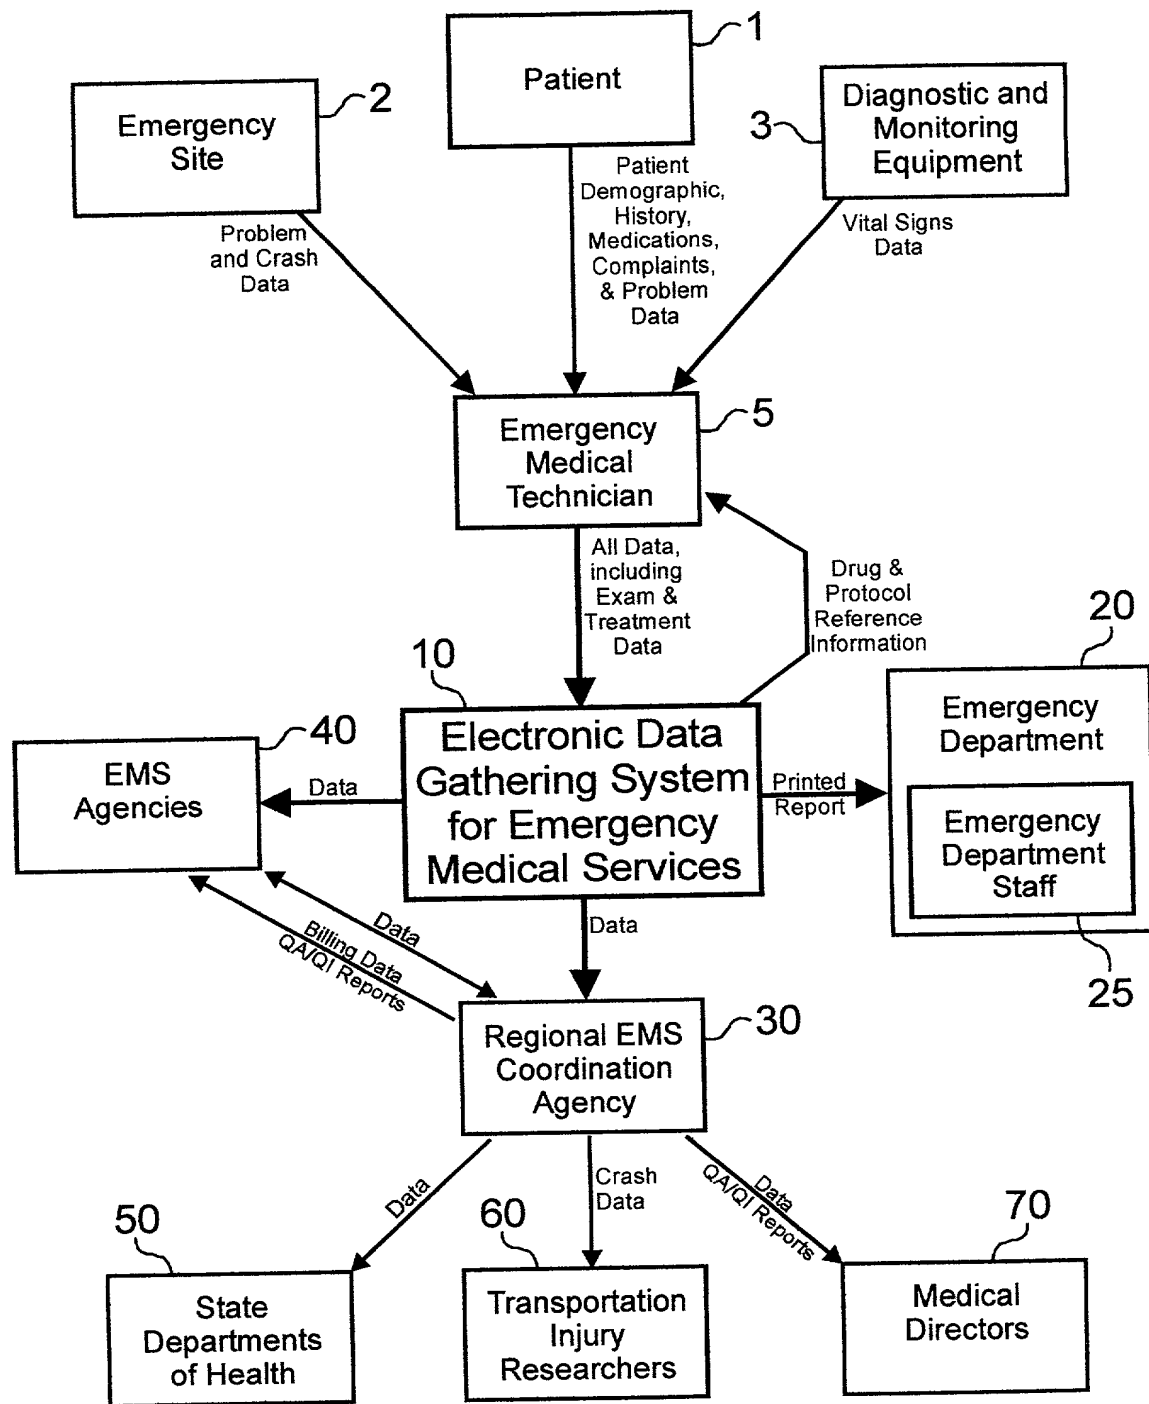 1
Patient
2
Emergency
Site
3
Diagnostic and
Monitoring
Equipment
Problem
and Crash
Data
Patient
Demographic,
History,
Medications,
Complaints,
& Problem
Data
Vital Signs
Data
5
Emergency
Medical
Technician
All Data,
including
Exam &
Treatment
Data
Drug &
Protocol
Reference
Information
10
Electronic Data
Gathering System
for Emergency
Medical Services
20
Emergency
Department
Printed
Report
Emergency
Department
Staff
25
40
EMS
Agencies
Data
Data
Billing Data
QA/QI Reports
Data
30
Regional EMS
Coordination
Agency
Data
Crash
Data
Data
QA/QI Reports
50
State
Departments
of Health
60
Transportation
Injury
Researchers
70
Medical
Directors